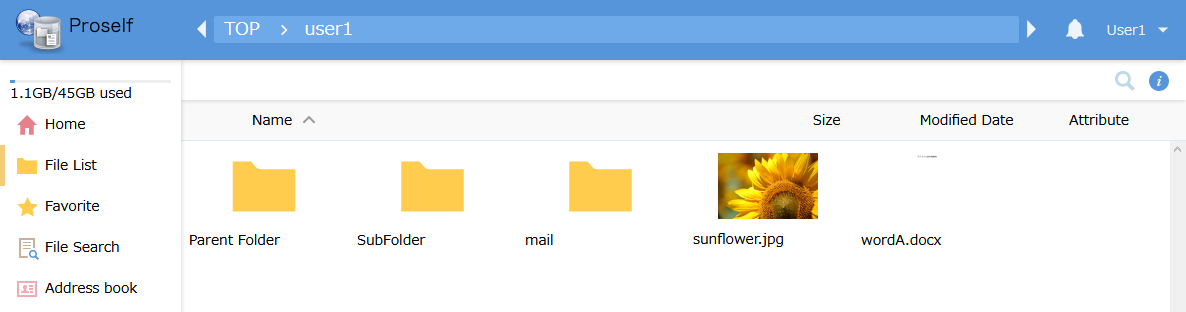 Proself
TOP > user1
User1
1.1GB/45GB used
Home
File List
Favorite
File Search
Address book
Name Size Modified Date Attribute
Parent Folder SubFolder mail sunflower.jpg wordA.docx